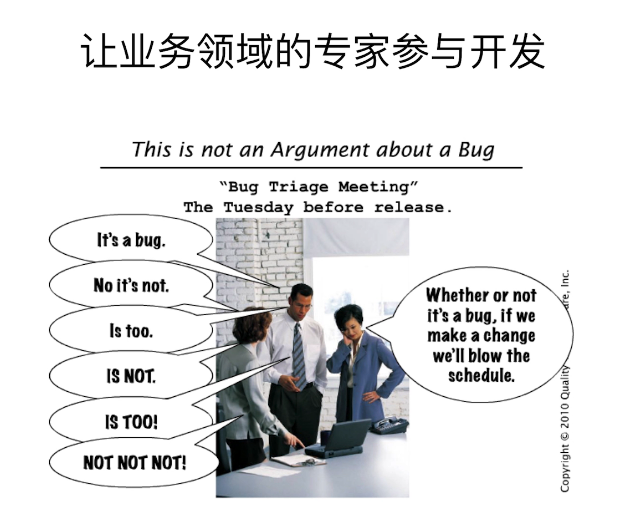 让业务领域的专家参与开发
This is not an Argument about a Bug
“Bug Triage Meeting”
The Tuesday before release.
It's a bug.
No it's not.
Is too.
IS NOT.
IS TOO!
NOT NOT NOT!
Whether or not
it's a bug, if we
make a change
we'll blow the
schedule.
Copyright © 2010 Quality
Inc.